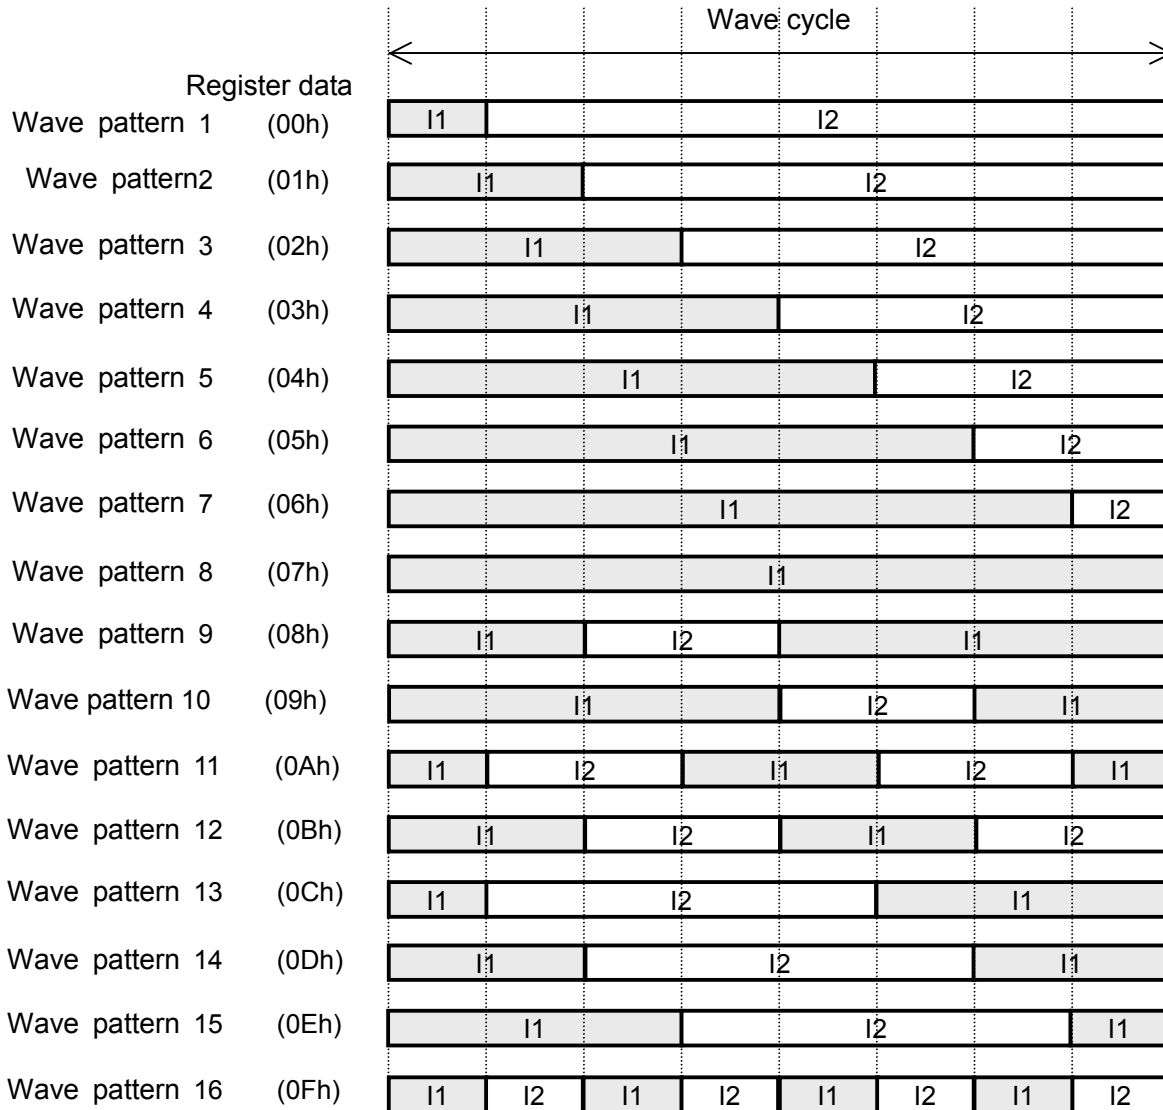 Wave cycle
Register data
Wave pattern 1 (00h) I1 I2
Wave pattern2 (01h) I1 I2
Wave pattern 3 (02h) I1 I2
Wave pattern 4 (03h) I1 I2
Wave pattern 5 (04h) I1 I2
Wave pattern 6 (05h) I1 I2
Wave pattern 7 (06h) I1 I2
Wave pattern 8 (07h) I1
Wave pattern 9 (08h) I1 I2 I1
Wave pattern 10 (09h) I1 I2 I1
Wave pattern 11 (0Ah) I1 I2 I1 I2 I1
Wave pattern 12 (0Bh) I1 I2 I1 I2
Wave pattern 13 (0Ch) I1 I2 I1
Wave pattern 14 (0Dh) I1 I2 I1
Wave pattern 15 (0Eh) I1 I2 I1
Wave pattern 16 (0Fh) I1 I2 I1 I2 I1 I2 I1 I2